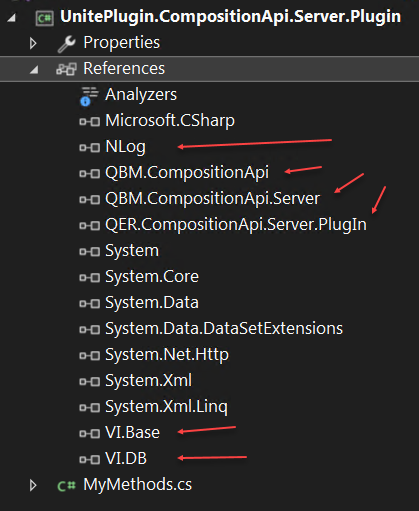 UnitePlugin.CompositionApi.Server.Plugin
Properties
References
Analyzers
Microsoft.CSharp
NLog
QBM.CompositionApi
QBM.CompositionApi.Server
QER.CompositionApi.Server.PlugIn
System
System.Core
System.Data
System.Data.DataSetExtensions
System.Net.Http
System.Xml
System.Xml.Linq
VI.Base
VI.DB
C# MyMethods.cs